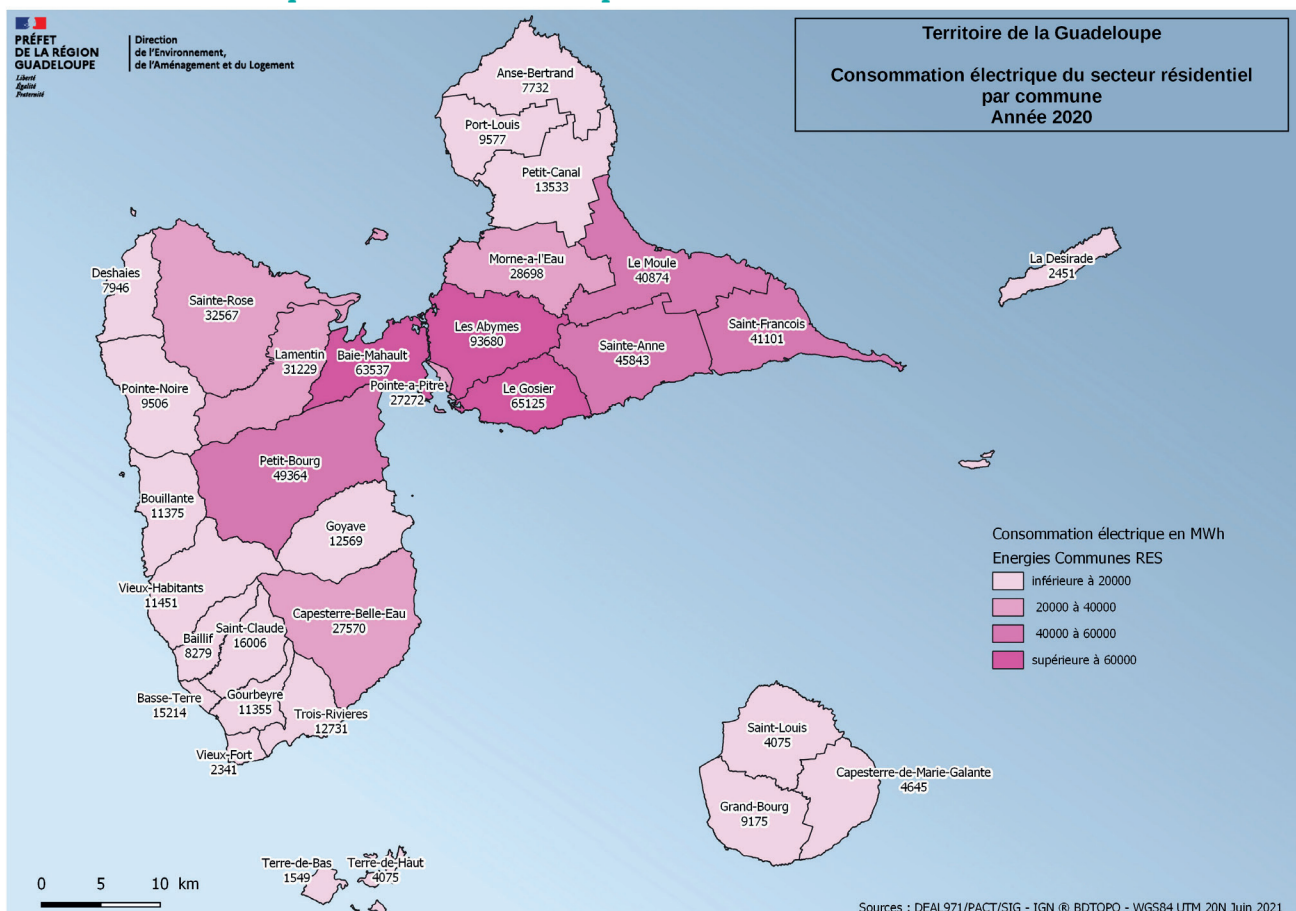 PRÉFET
DE LA RÉGION
GUADELOUPE
Liberté
Égalité
Fraternité
Direction
de l'Environnement,
de l'Aménagement et du Logement
Territoire de la Guadeloupe
Consommation électrique du secteur résidentiel
par commune
Année 2020
Anse-Bertrand
7732
Port-Louis
9577
Petit-Canal
13533
Morne-a-l'Eau
28698
Le Moule
40874
La Desirade
2451
Deshaies
7946
Sainte-Rose
32567
Lamentin
31229
Baie-Mahault
63537
Les Abymes
93680
Sainte-Anne
45843
Saint-Francois
41101
Pointe-a-Pitre
27272
Le Gosier
65125
Pointe-Noire
9506
Petit-Bourg
49364
Bouillante
11375
Goyave
12569
Vieux-Habitants
11451
Capesterre-Belle-Eau
27570
Saint-Claude
16006
Baillif
8279
Basse-Terre
15214
Gourbeyre
11355
Trois-Rivières
12731
Vieux-Fort
2341
Consommation électrique en MWh
Energies Communes RES
inférieure à 20000
20000 à 40000
40000 à 60000
supérieure à 60000
Saint-Louis
4075
Capesterre-de-Marie-Galante
4645
Grand-Bourg
9175
Terre-de-Bas
1549
Terre-de-Haut
4075
0 5 10 km
Sources : DEAL971/PACT/SIG - IGN ® BDTOPO - WGS84 UTM 20N Juin 2021